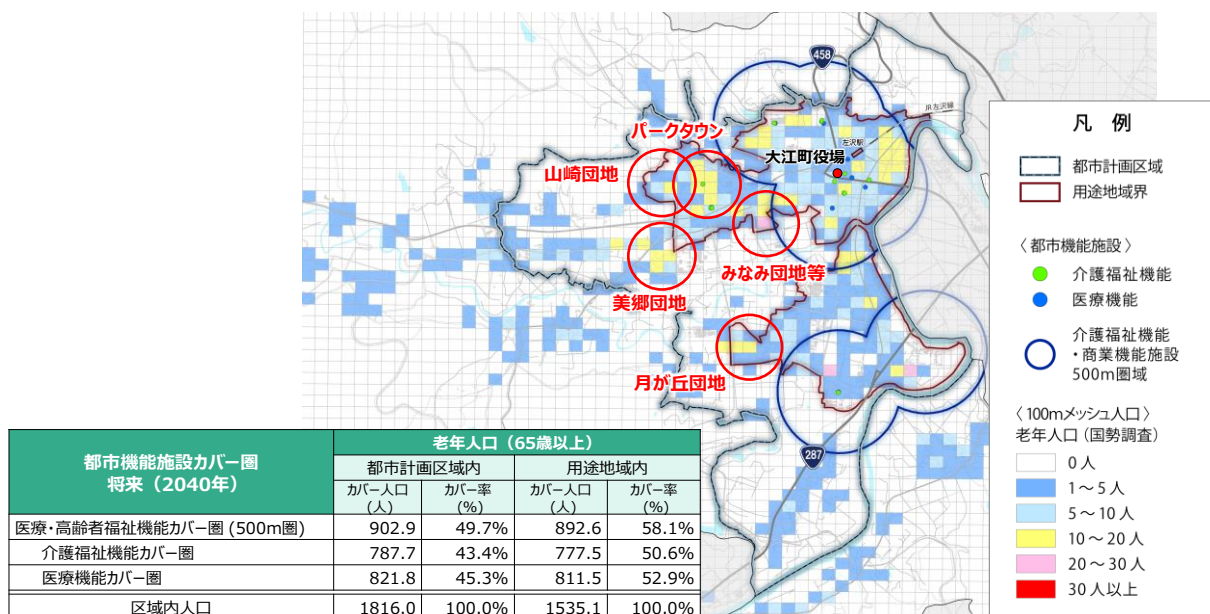 458
JR左沢線
パークタウン
左沢駅
大江町役場
山崎団地
みなみ団地等
美郷団地
月が丘団地
287
凡 例
都市計画区域
用途地域界
〈都市機能施設〉
介護福祉機能
医療機能
介護福祉機能
・商業機能施設
500m圏域
〈100mメッシュ人口〉
老年人口（国勢調査）
0人
1～5人
5～10人
10～20人
20～30人
30人以上
都市機能施設カバー圏
将来（2040年）
老年人口（65歳以上）
都市計画区域内 用途地域内
カバー人口（人） カバー率（%） カバー人口（人） カバー率（%）
医療・高齢者福祉機能カバー圏 (500m圏) 902.9 49.7% 892.6 58.1%
介護福祉機能カバー圏 787.7 43.4% 777.5 50.6%
医療機能カバー圏 821.8 45.3% 811.5 52.9%
区域内人口 1816.0 100.0% 1535.1 100.0%